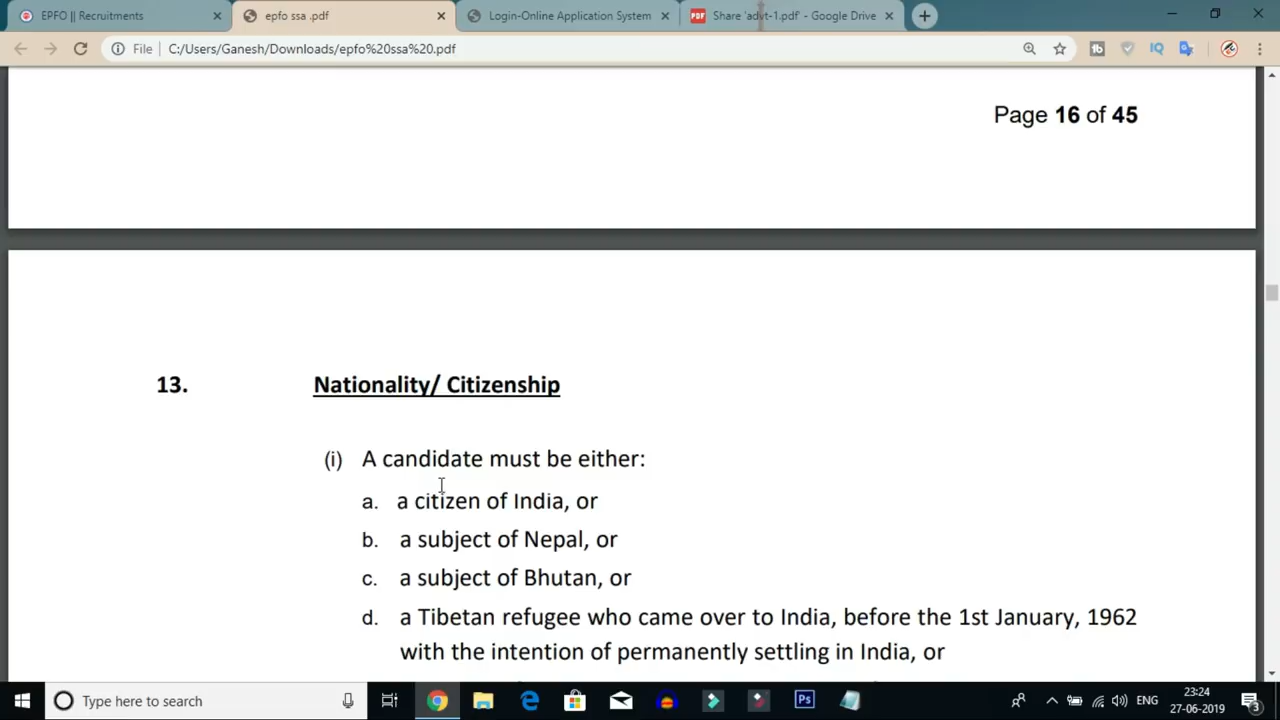 EPFO || Recruitments
epfo ssa .pdf
Login-Online Application System
PDF Share 'advt-1.pdf' - Google Drive
File C:/Users/Ganesh/Downloads/epfo%20ssa%20.pdf
Page 16 of 45
13. Nationality/ Citizenship
(i) A candidate must be either:
a. a citizen of India, or
b. a subject of Nepal, or
c. a subject of Bhutan, or
d. a Tibetan refugee who came over to India, before the 1st January, 1962
with the intention of permanently settling in India, or
Type here to search
Ps
ENG
23:24
27-06-2019
3